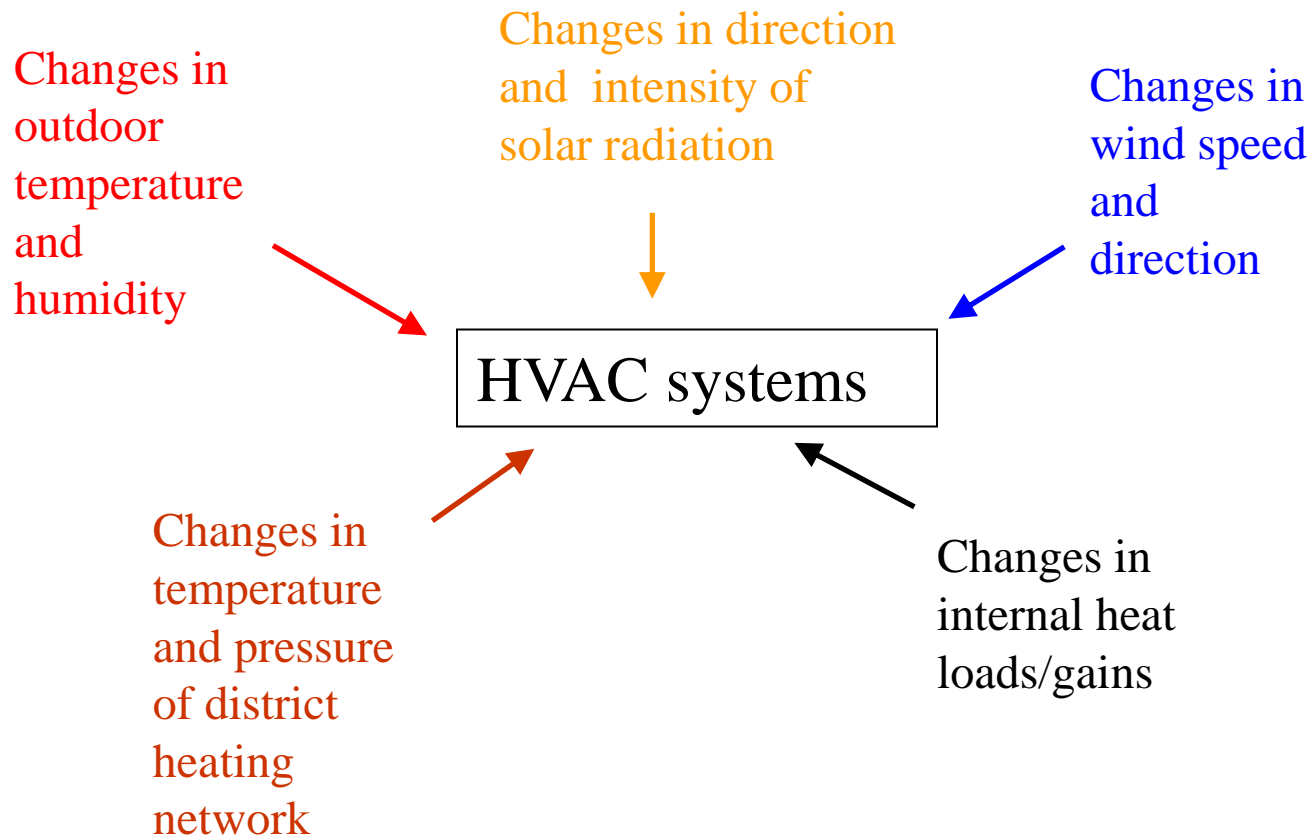 Changes in
outdoor
temperature
and
humidity
Changes in direction
and intensity of
solar radiation
Changes in
wind speed
and
direction
HVAC systems
Changes in
temperature
and pressure
of district
heating
network
Changes in
internal heat
loads/gains